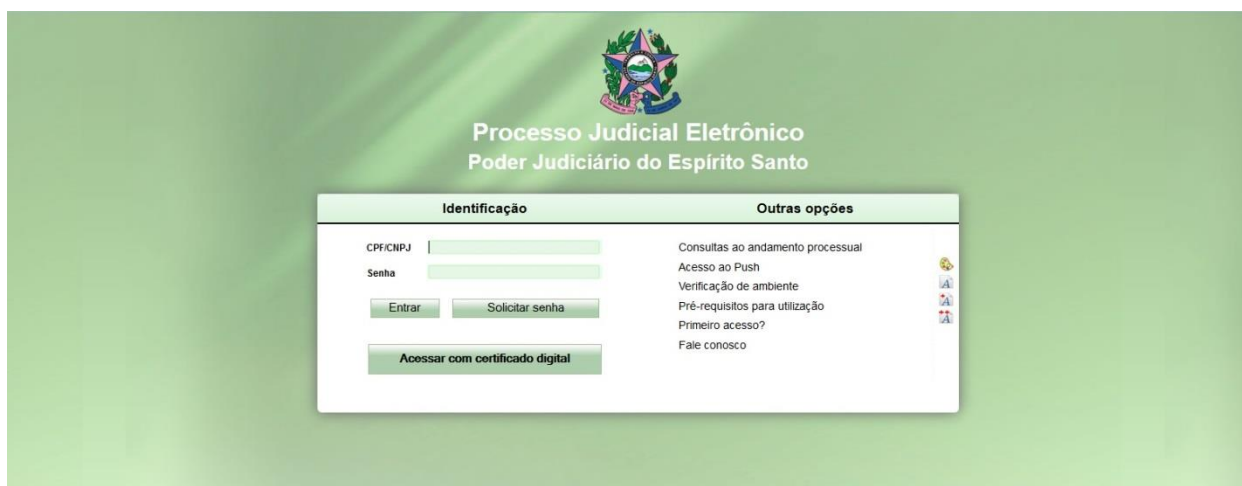 Processo Judicial Eletrônico
Poder Judiciário do Espírito Santo
Identificação
CPF/CNPJ
Senha
Entrar
Solicitar senha
Acessar com certificado digital
Outras opções
Consultas ao andamento processual
Acesso ao Push
Verificação de ambiente
Pré-requisitos para utilização
Primeiro acesso?
Fale conosco
A
A
A